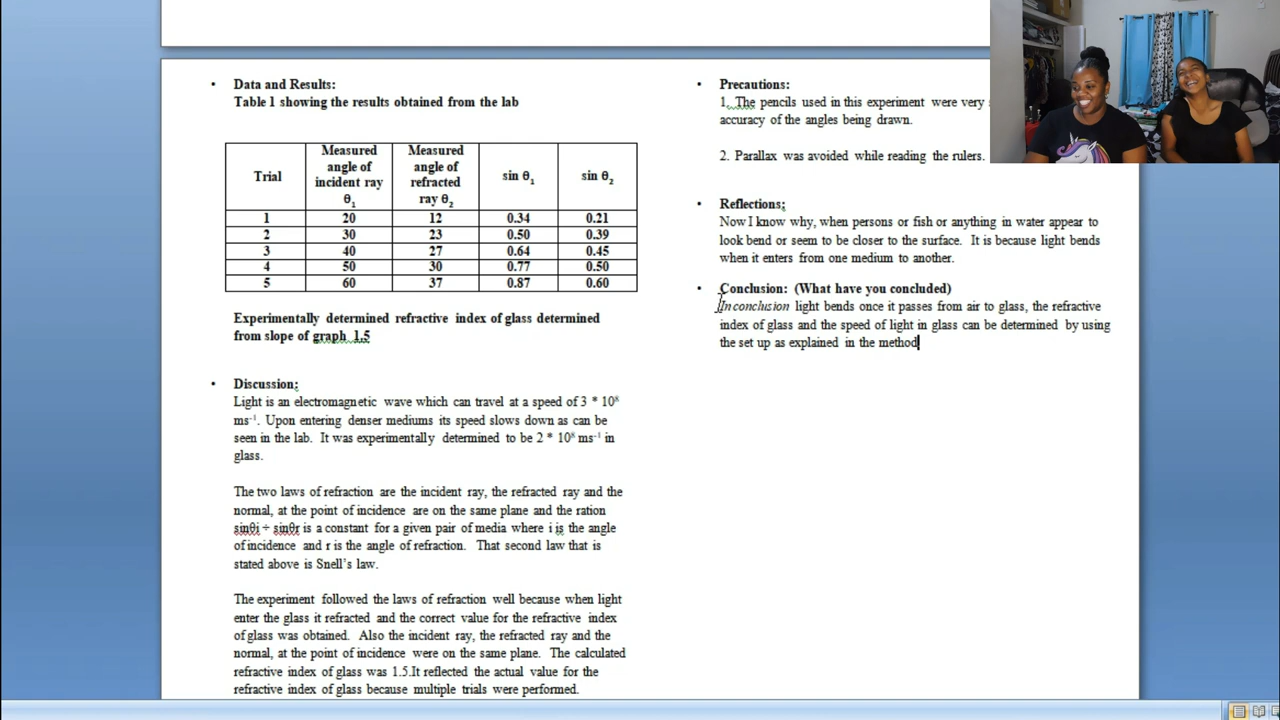 • Data and Results:
Table 1 showing the results obtained from the lab
Trial | Measured angle of incident ray θ₁ | Measured angle of refracted ray θ₂ | sin θ₁ | sin θ₂
1 | 20 | 12 | 0.34 | 0.21
2 | 30 | 23 | 0.50 | 0.39
3 | 40 | 27 | 0.64 | 0.45
4 | 50 | 30 | 0.77 | 0.50
5 | 60 | 37 | 0.87 | 0.60
Experimentally determined refractive index of glass determined
from slope of graph 1.5
• Discussion:
Light is an electromagnetic wave which can travel at a speed of 3 * 10⁸
ms⁻¹. Upon entering denser mediums its speed slows down as can be
seen in the lab. It was experimentally determined to be 2 * 10⁸ ms⁻¹ in
glass.
The two laws of refraction are the incident ray, the refracted ray and the
normal, at the point of incidence are on the same plane and the ration
sinθi ÷ sinθr is a constant for a given pair of media where i is the angle
of incidence and r is the angle of refraction. That second law that is
stated above is Snell's law.
The experiment followed the laws of refraction well because when light
enter the glass it refracted and the correct value for the refractive index
of glass was obtained. Also the incident ray, the refracted ray and the
normal, at the point of incidence were on the same plane. The calculated
refractive index of glass was 1.5.It reflected the actual value for the
refractive index of glass because multiple trials were performed.
• Precautions:
1. The pencils used in this experiment were very
accuracy of the angles being drawn.
2. Parallax was avoided while reading the rulers.
• Reflections:
Now I know why, when persons or fish or anything in water appear to
look bend or seem to be closer to the surface. It is because light bends
when it enters from one medium to another.
• Conclusion: (What have you concluded)
Inconclusion light bends once it passes from air to glass, the refractive
index of glass and the speed of light in glass can be determined by using
the set up as explained in the method